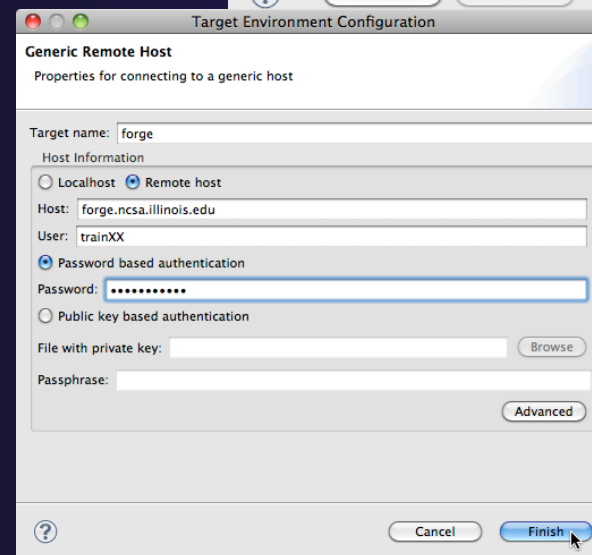 Target Environment Configuration
Generic Remote Host
Properties for connecting to a generic host
Target name: forge
Host Information
Localhost Remote host
Host: forge.ncsa.illinois.edu
User: trainXX
Password based authentication
Password: •••••••••••
Public key based authentication
File with private key: Browse
Passphrase:
Advanced
? Cancel Finish